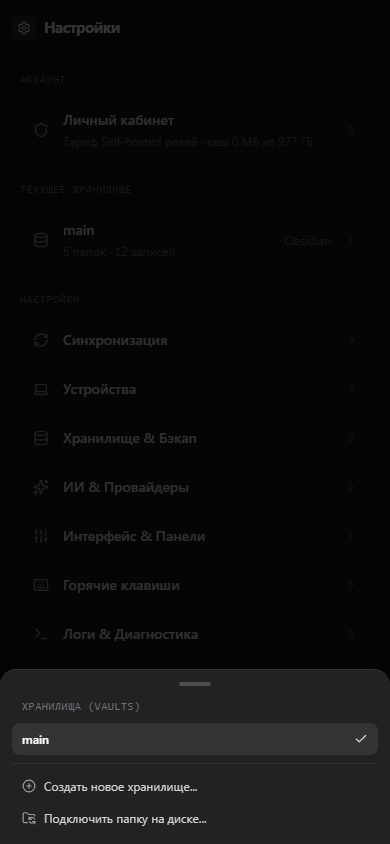 Настройки
АККАУНТ
Личный кабинет
Тариф Self-hosted релей · кеш 0 МБ из 977 ГБ
ТЕКУЩЕЕ ХРАНИЛИЩЕ
main
Obsidian
6 папок · 12 записей
НАСТРОЙКИ
Синхронизация
Устройства
Хранилище & Бэкап
ИИ & Провайдеры
Интерфейс & Панели
Горячие клавиши
Логи & Диагностика
ХРАНИЛИЩА (VAULTS)
main
Создать новое хранилище...
Подключить папку на диске...